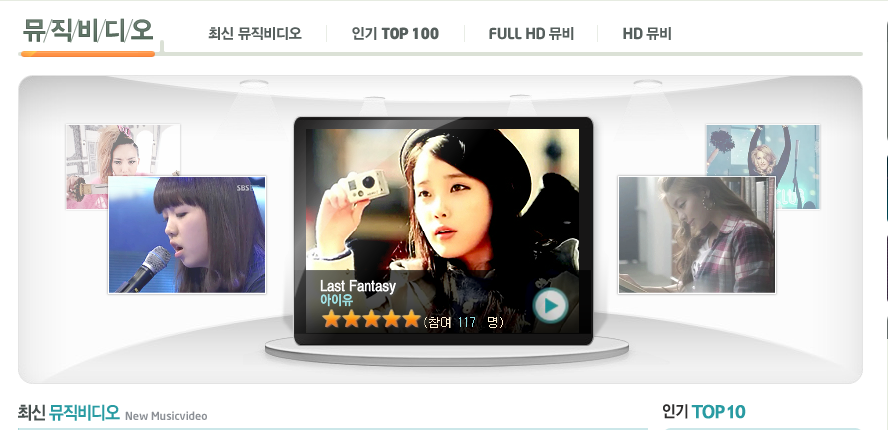 뮤직비디오
최신 뮤직비디오 인기 TOP 100 FULL HD 뮤비 HD 뮤비
SBS
Last Fantasy
아이유
(참여 117 명)
최신 뮤직비디오 New Musicvideo
인기 TOP10